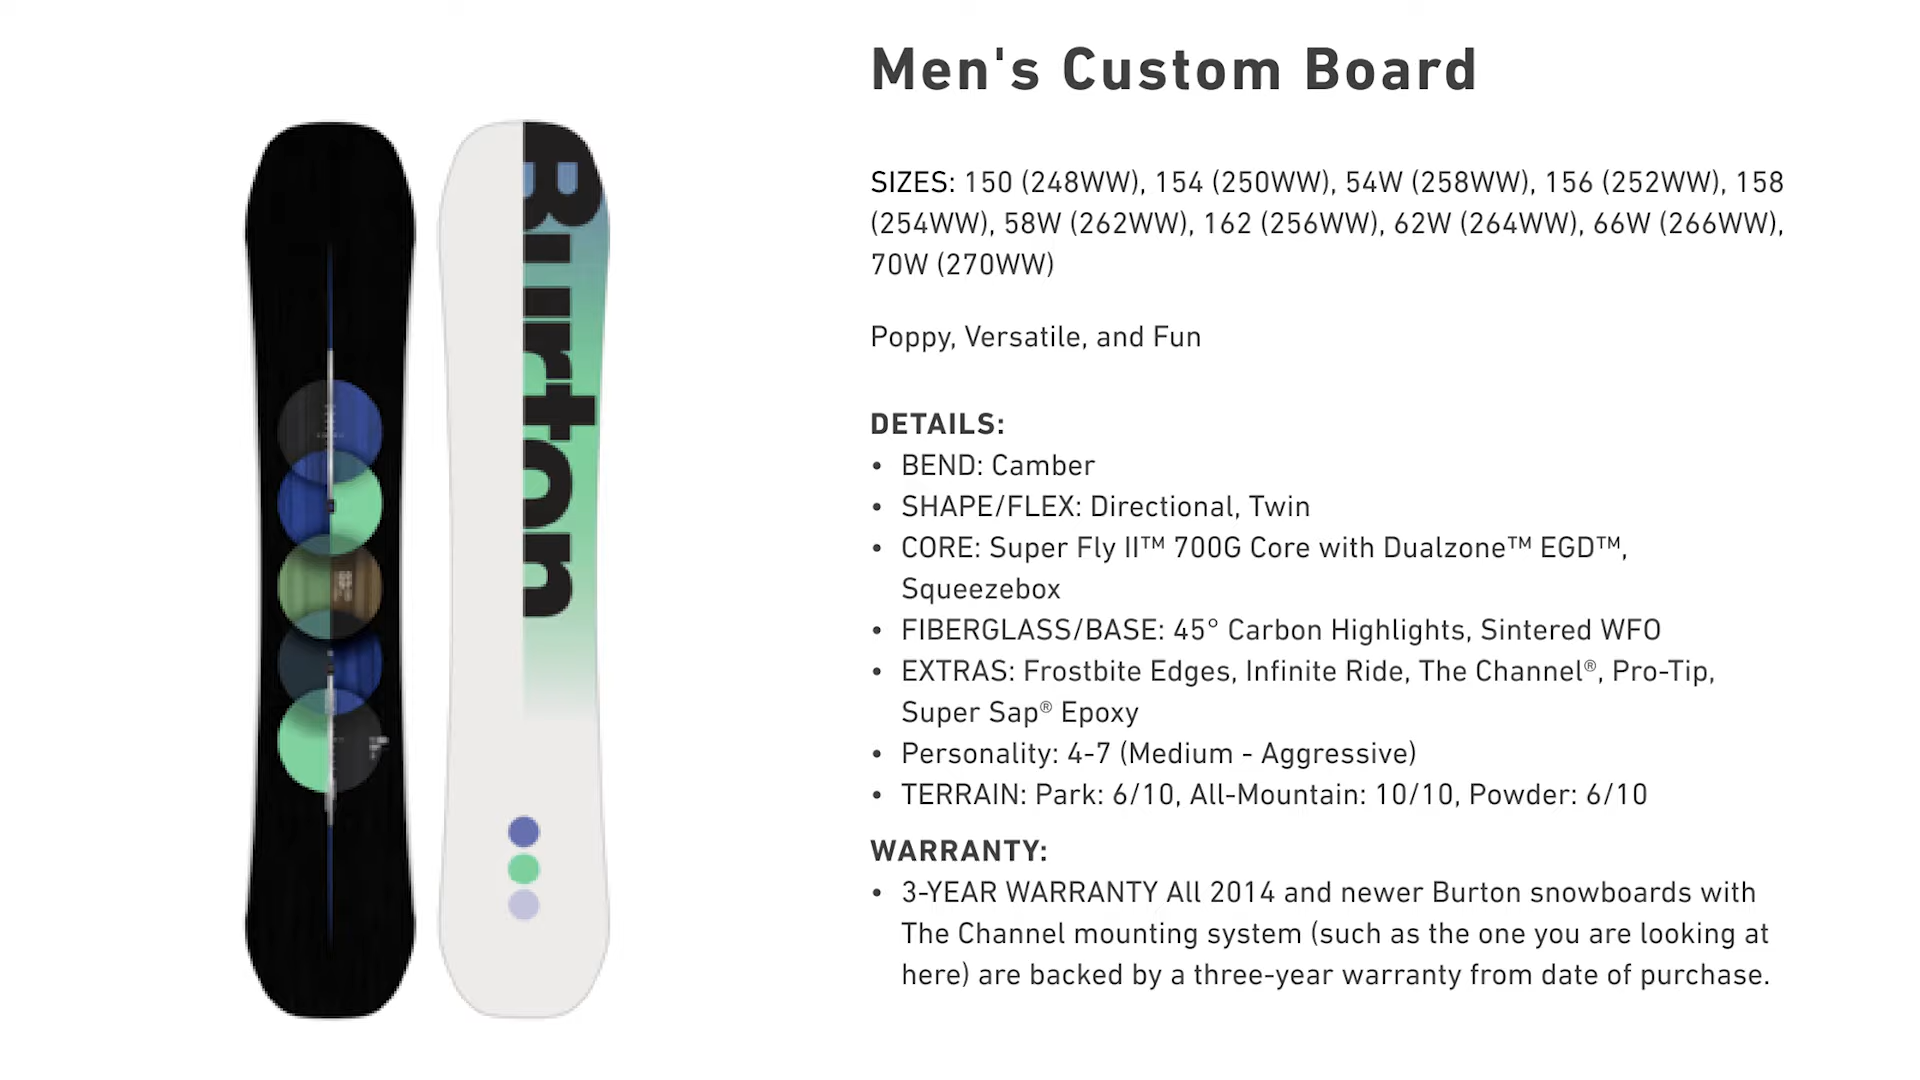 Burton
Men's Custom Board
SIZES: 150 (248WW), 154 (250WW), 54W (258WW), 156 (252WW), 158
(254WW), 58W (262WW), 162 (256WW), 62W (264WW), 66W (266WW),
70W (270WW)
Poppy, Versatile, and Fun
DETAILS:
• BEND: Camber
• SHAPE/FLEX: Directional, Twin
• CORE: Super Fly II™ 700G Core with Dualzone™ EGD™,
Squeezebox
• FIBERGLASS/BASE: 45° Carbon Highlights, Sintered WFO
• EXTRAS: Frostbite Edges, Infinite Ride, The Channel®, Pro-Tip,
Super Sap® Epoxy
• Personality: 4-7 (Medium - Aggressive)
• TERRAIN: Park: 6/10, All-Mountain: 10/10, Powder: 6/10
WARRANTY:
• 3-YEAR WARRANTY All 2014 and newer Burton snowboards with
The Channel mounting system (such as the one you are looking at
here) are backed by a three-year warranty from date of purchase.